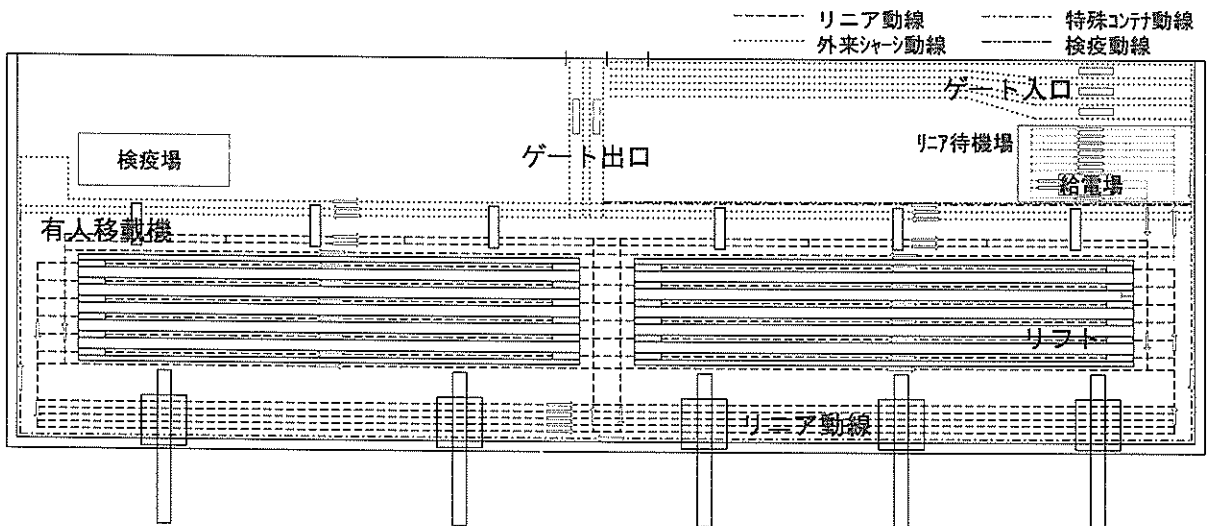 リニア動線
特殊コンテナ動線
外来シャーシ動線
検疫動線
ゲート入口
リニア待機場
ゲート出口
検疫場
給電場
有人移載機
リフト
リニア動線